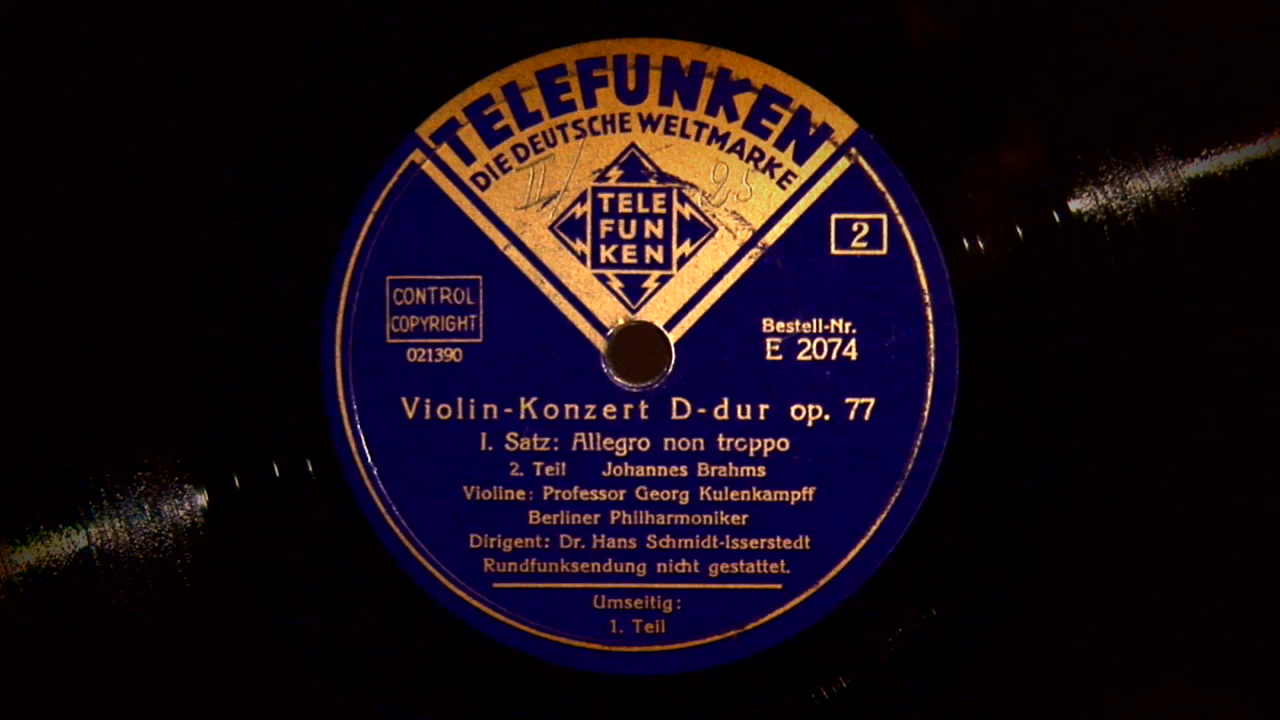 TELEFUNKEN
DIE DEUTSCHE WELTMARKE
II/ 25
TELE
FUN
KEN
2
CONTROL
COPYRIGHT
021390
Bestell-Nr.
E 2074
Violin-Konzert D-dur op. 77
I. Satz: Allegro non troppo
2. Teil Johannes Brahms
Violine: Professor Georg Kulenkampff
Berliner Philharmoniker
Dirigent: Dr. Hans Schmidt-Isserstedt
Rundfunksendung nicht gestattet.
Umseitig:
1. Teil